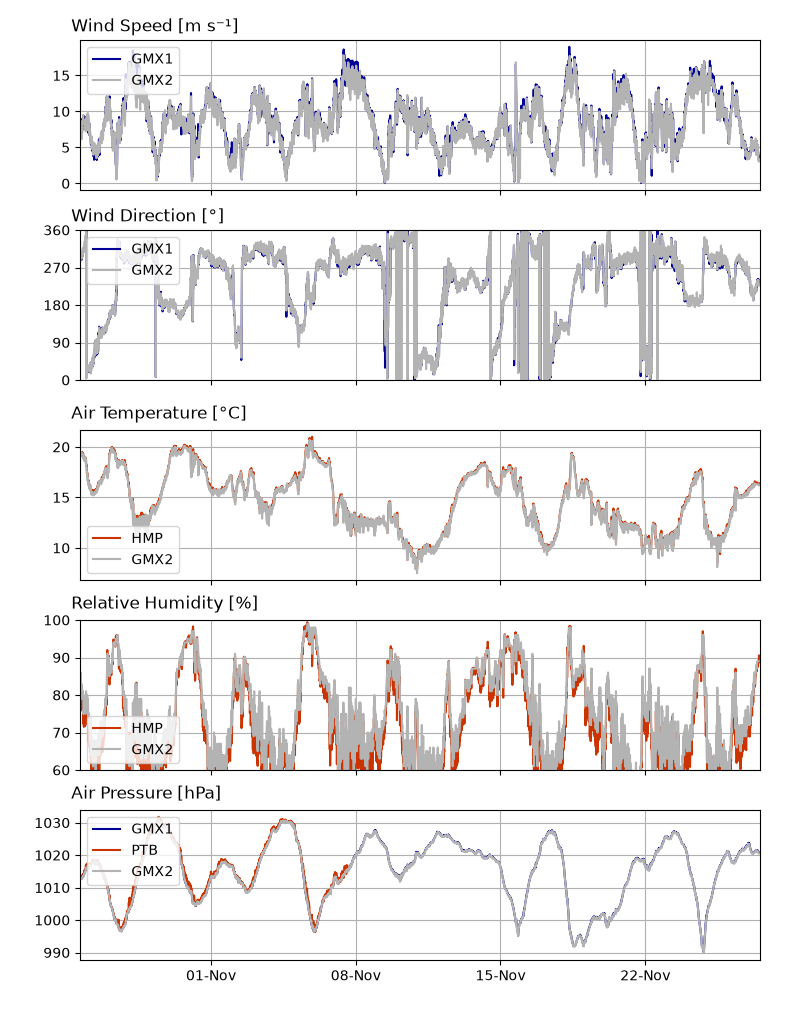 Wind Speed [m s⁻¹]
GMX1
GMX2
15
10
5
0
Wind Direction [°]
360
GMX1
GMX2
270
180
90
0
Air Temperature [°C]
20
15
10
HMP
GMX2
Relative Humidity [%]
100
90
80
70
60
HMP
GMX2
Air Pressure [hPa]
1030
1020
1010
1000
990
GMX1
PTB
GMX2
01-Nov 08-Nov 15-Nov 22-Nov